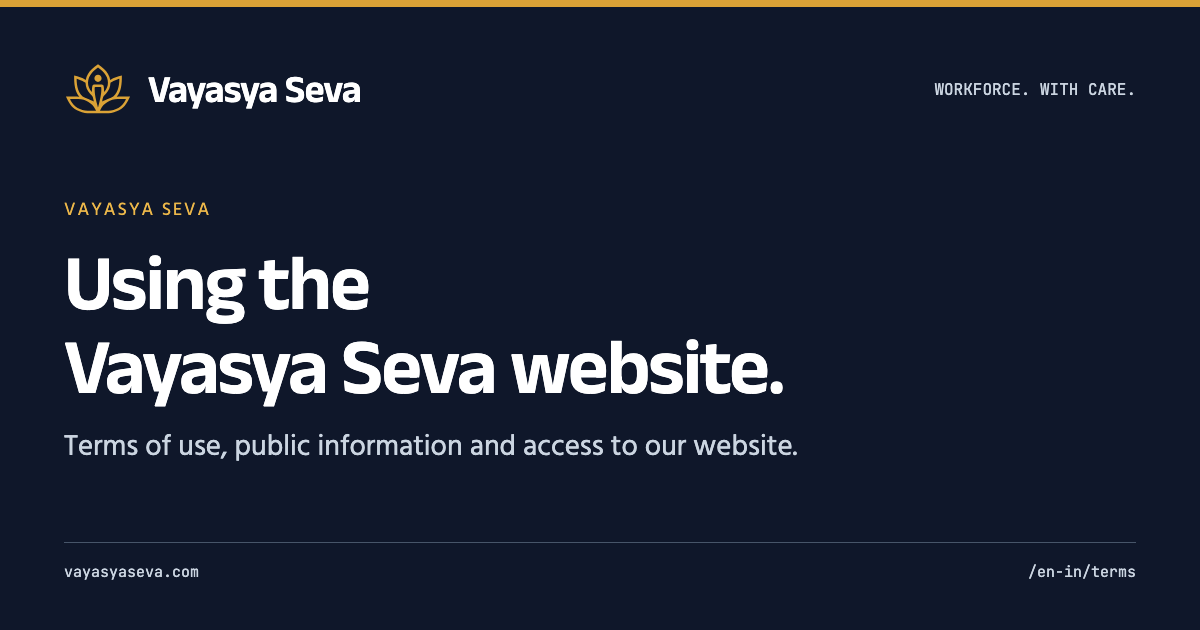 Vayasya Seva
WORKFORCE. WITH CARE.
VAYASYA SEVA
Using the
Vayasya Seva website.
Terms of use, public information and access to our website.
vayasyaseva.com
/en-in/terms